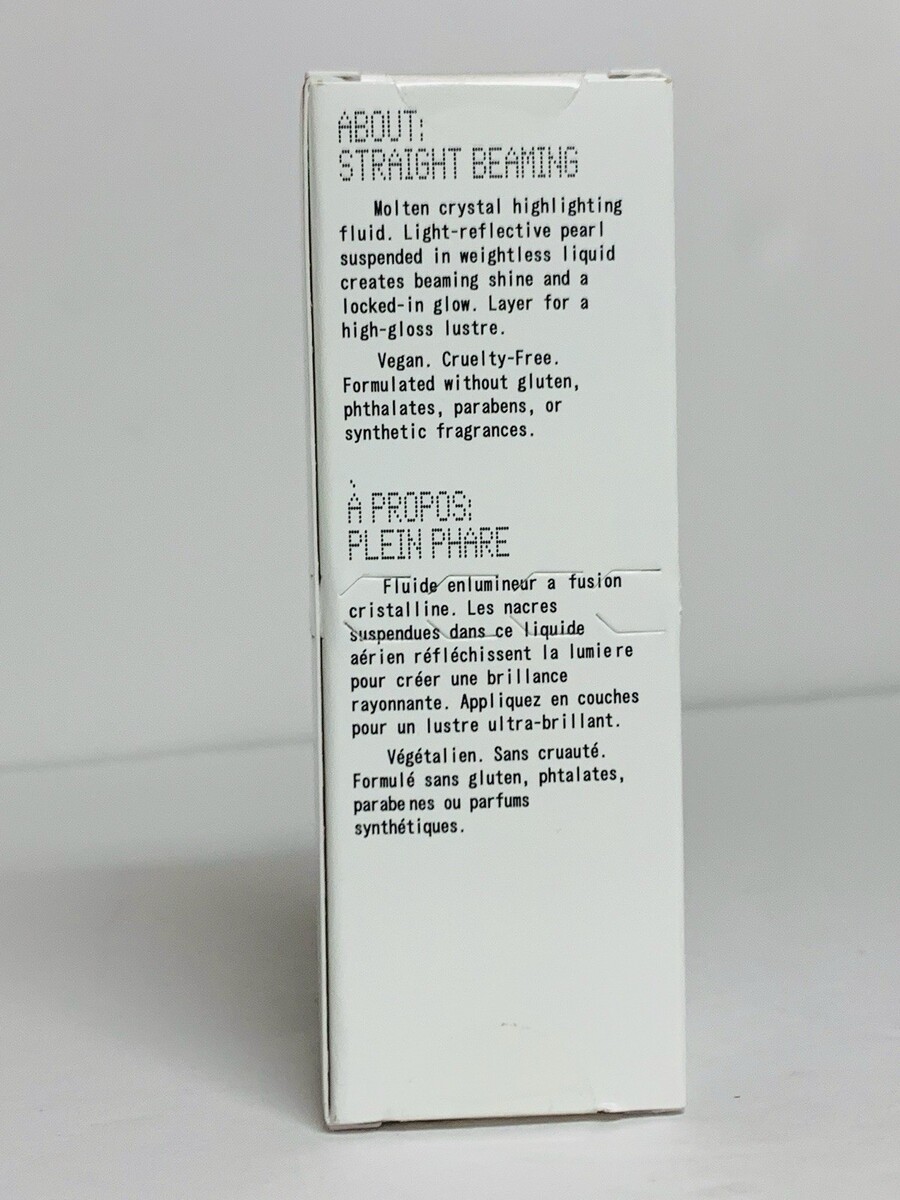 ABOUT:
STRAIGHT BEAMING
Molten crystal highlighting
fluid. Light-reflective pearl
suspended in weightless liquid
creates beaming shine and a
locked-in glow. Layer for a
high-gloss lustre.
Vegan. Cruelty-Free.
Formulated without gluten,
phthalates, parabens, or
synthetic fragrances.
À PROPOS:
PLEIN PHARE
Fluide enlumineur a fusion
cristalline. Les nacres
suspendues dans ce liquide
aérien réfléchissent la lumie re
pour créer une brillance
rayonnante. Appliquez en couches
pour un lustre ultra-brillant.
Végétalien. Sans cruauté.
Formulé sans gluten, phtalates,
parabe nes ou parfums
synthétiques.